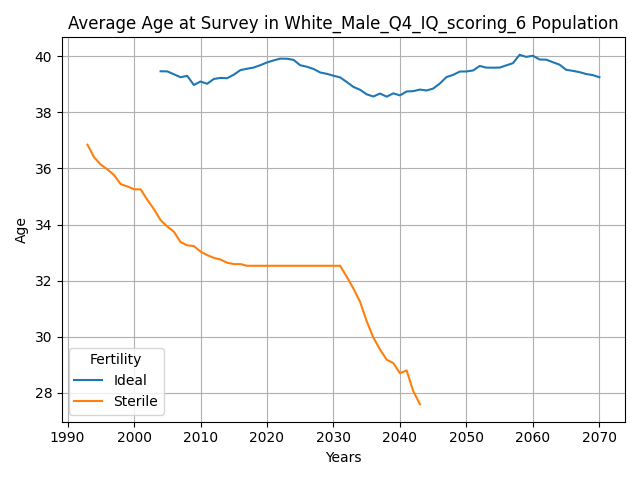 Average Age at Survey in White_Male_Q4_IQ_scoring_6 Population
40
38
36
34
32
30
28
Age
Fertility
Ideal
Sterile
1990 2000 2010 2020 2030 2040 2050 2060 2070
Years